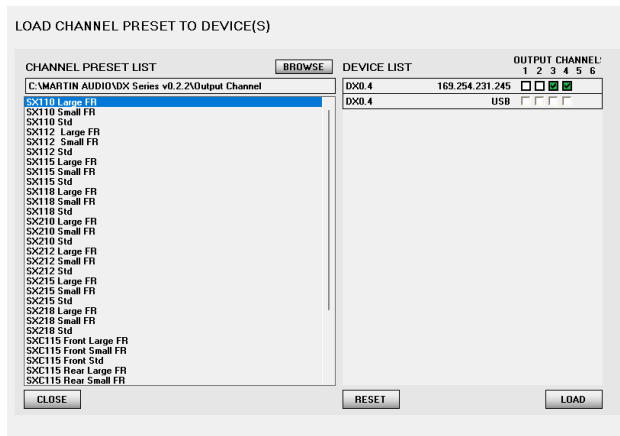 LOAD CHANNEL PRESET TO DEVICE(S)
CHANNEL PRESET LIST
BROWSE
C:\MARTIN AUDIO\DX Series v0.2.2\Output Channel
SX110 Large FR
SX110 Small FR
SX110 Std
SX112  Large FR
SX112  Small FR
SX112 Std
SX115 Large FR
SX115 Small FR
SX115 Std
SX118 Large FR
SX118 Small FR
SX118 Std
SX210 Large FR
SX210 Small FR
SX210 Std
SX212 Large FR
SX212 Small FR
SX212 Std
SX215 Large FR
SX215 Small FR
SX215 Std
SX218 Large FR
SX218 Small FR
SX218 Std
SXC115 Front Large FR
SXC115 Front Small FR
SXC115 Front Std
SXC115 Rear Large FR
SXC115 Rear Small FR
CLOSE
DEVICE LIST
OUTPUT CHANNEL:
1 2 3 4 5 6
DX0.4 169.254.231.245
DX0.4 USB
RESET
LOAD